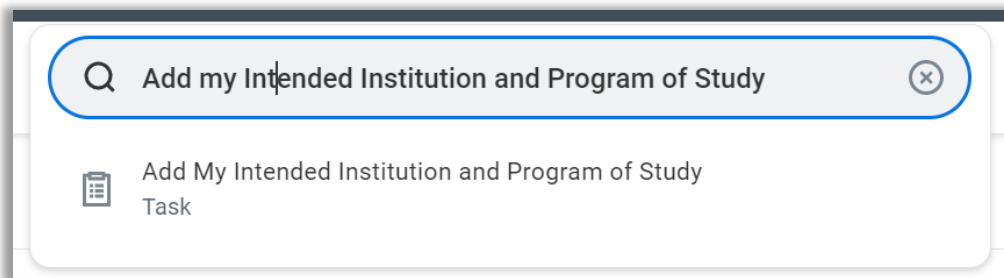 Add my Intended Institution and Program of Study
Add My Intended Institution and Program of Study
Task